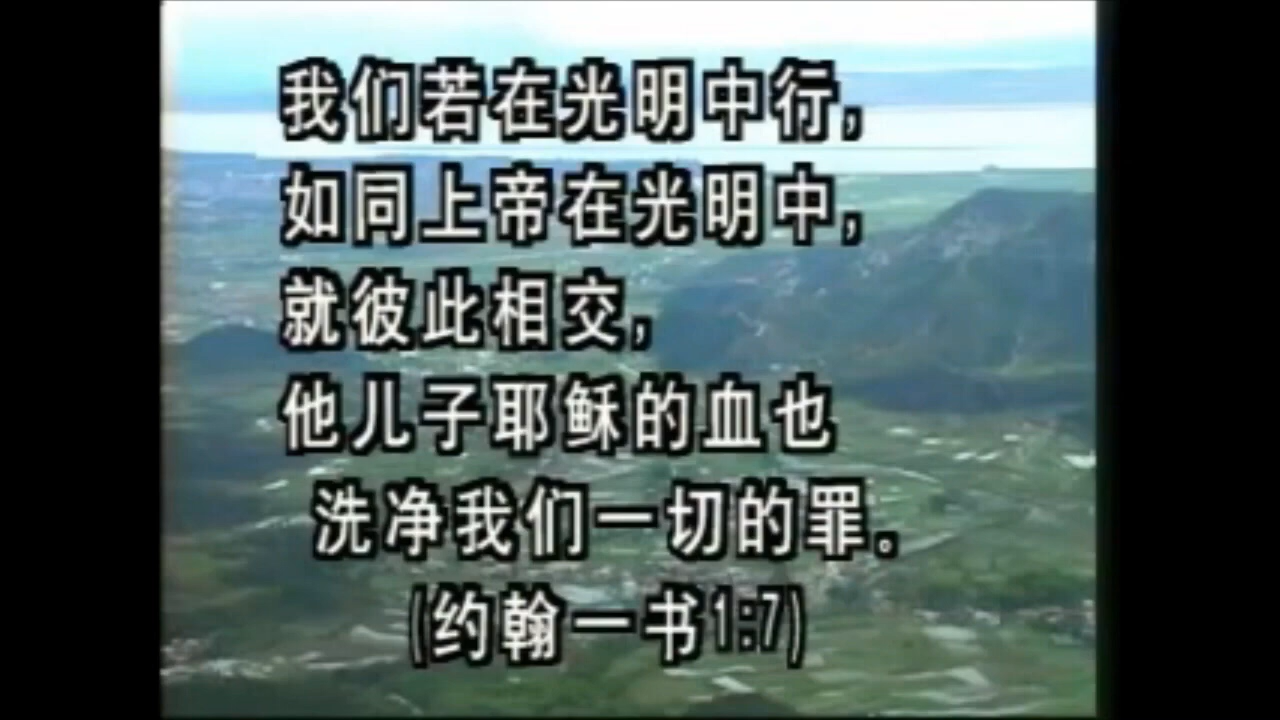 我们若在光明中行,
如同上帝在光明中,
就彼此相交,
他儿子耶稣的血也
洗净我们一切的罪。
(约翰一书1:7)